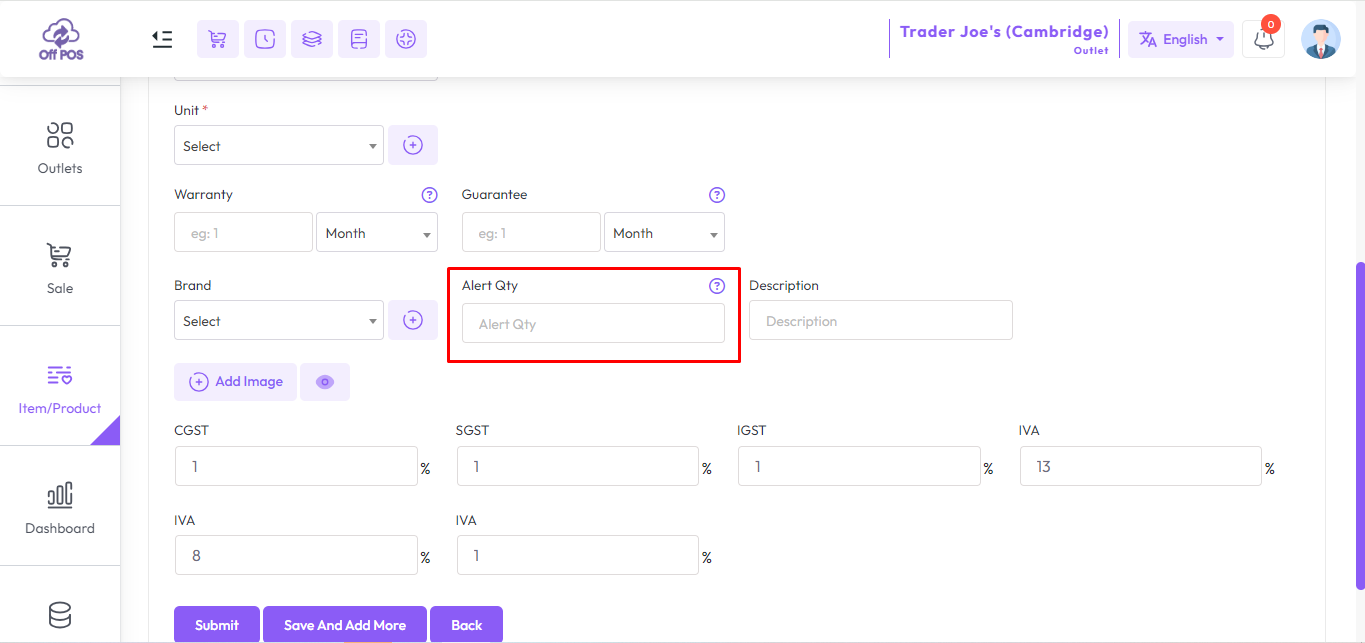 Off POS
Trader Joe's (Cambridge)
Outlet
English
0
Outlets
Sale
Item/Product
Dashboard
Unit *
Select
Warranty ?
eg: 1 Month
Guarantee ?
eg: 1 Month
Brand
Select
Alert Qty ?
Alert Qty
Description
Description
Add Image
CGST SGST IGST IVA
1 % 1 % 1 % 13 %
IVA IVA
8 % 1 %
Submit Save And Add More Back